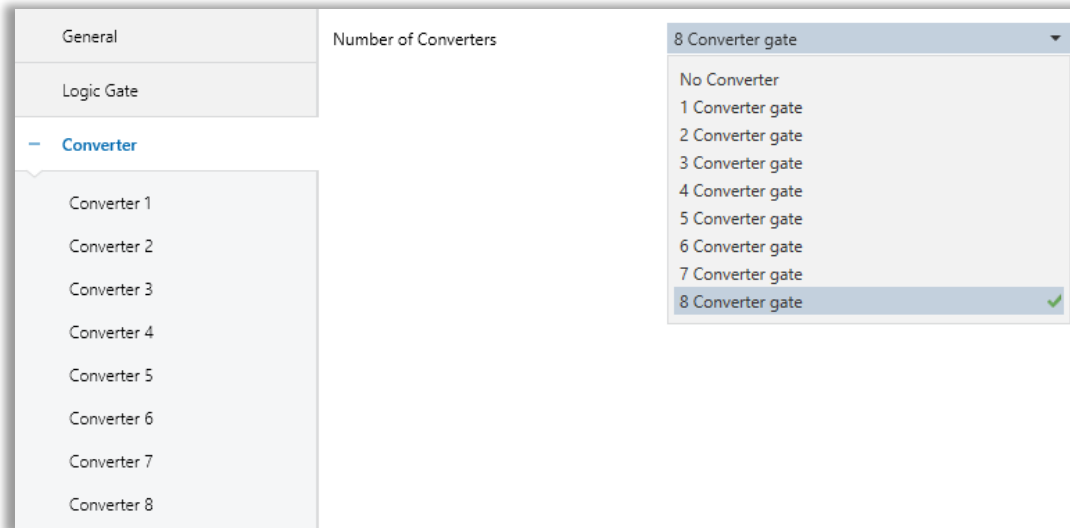 General
Logic Gate
Converter
Converter 1
Converter 2
Converter 3
Converter 4
Converter 5
Converter 6
Converter 7
Converter 8
Number of Converters
8 Converter gate
No Converter
1 Converter gate
2 Converter gate
3 Converter gate
4 Converter gate
5 Converter gate
6 Converter gate
7 Converter gate
8 Converter gate